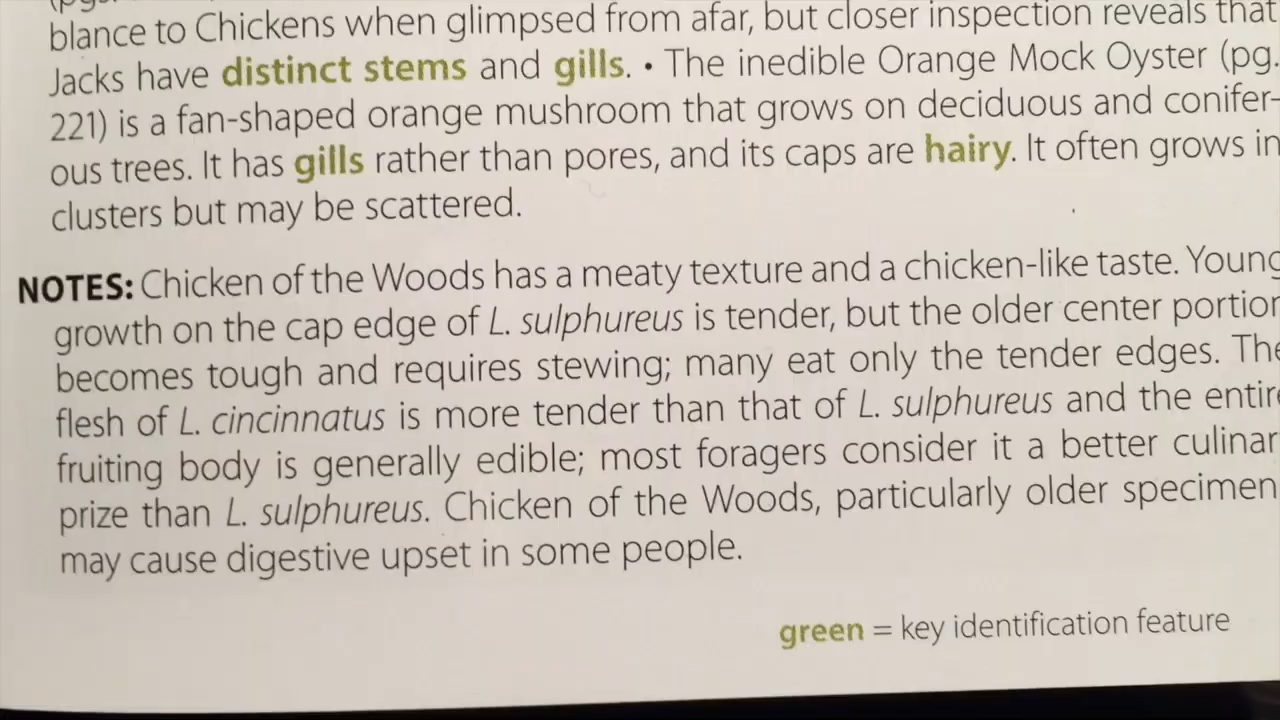 blance to Chickens when glimpsed from afar, but closer inspection reveals that
Jacks have distinct stems and gills. • The inedible Orange Mock Oyster (pg.
221) is a fan-shaped orange mushroom that grows on deciduous and conifer-
ous trees. It has gills rather than pores, and its caps are hairy. It often grows in
clusters but may be scattered.
NOTES: Chicken of the Woods has a meaty texture and a chicken-like taste. Young
growth on the cap edge of L. sulphureus is tender, but the older center portion
becomes tough and requires stewing; many eat only the tender edges. The
flesh of L. cincinnatus is more tender than that of L. sulphureus and the entire
fruiting body is generally edible; most foragers consider it a better culinar
prize than L. sulphureus. Chicken of the Woods, particularly older specimen
may cause digestive upset in some people.
green = key identification feature